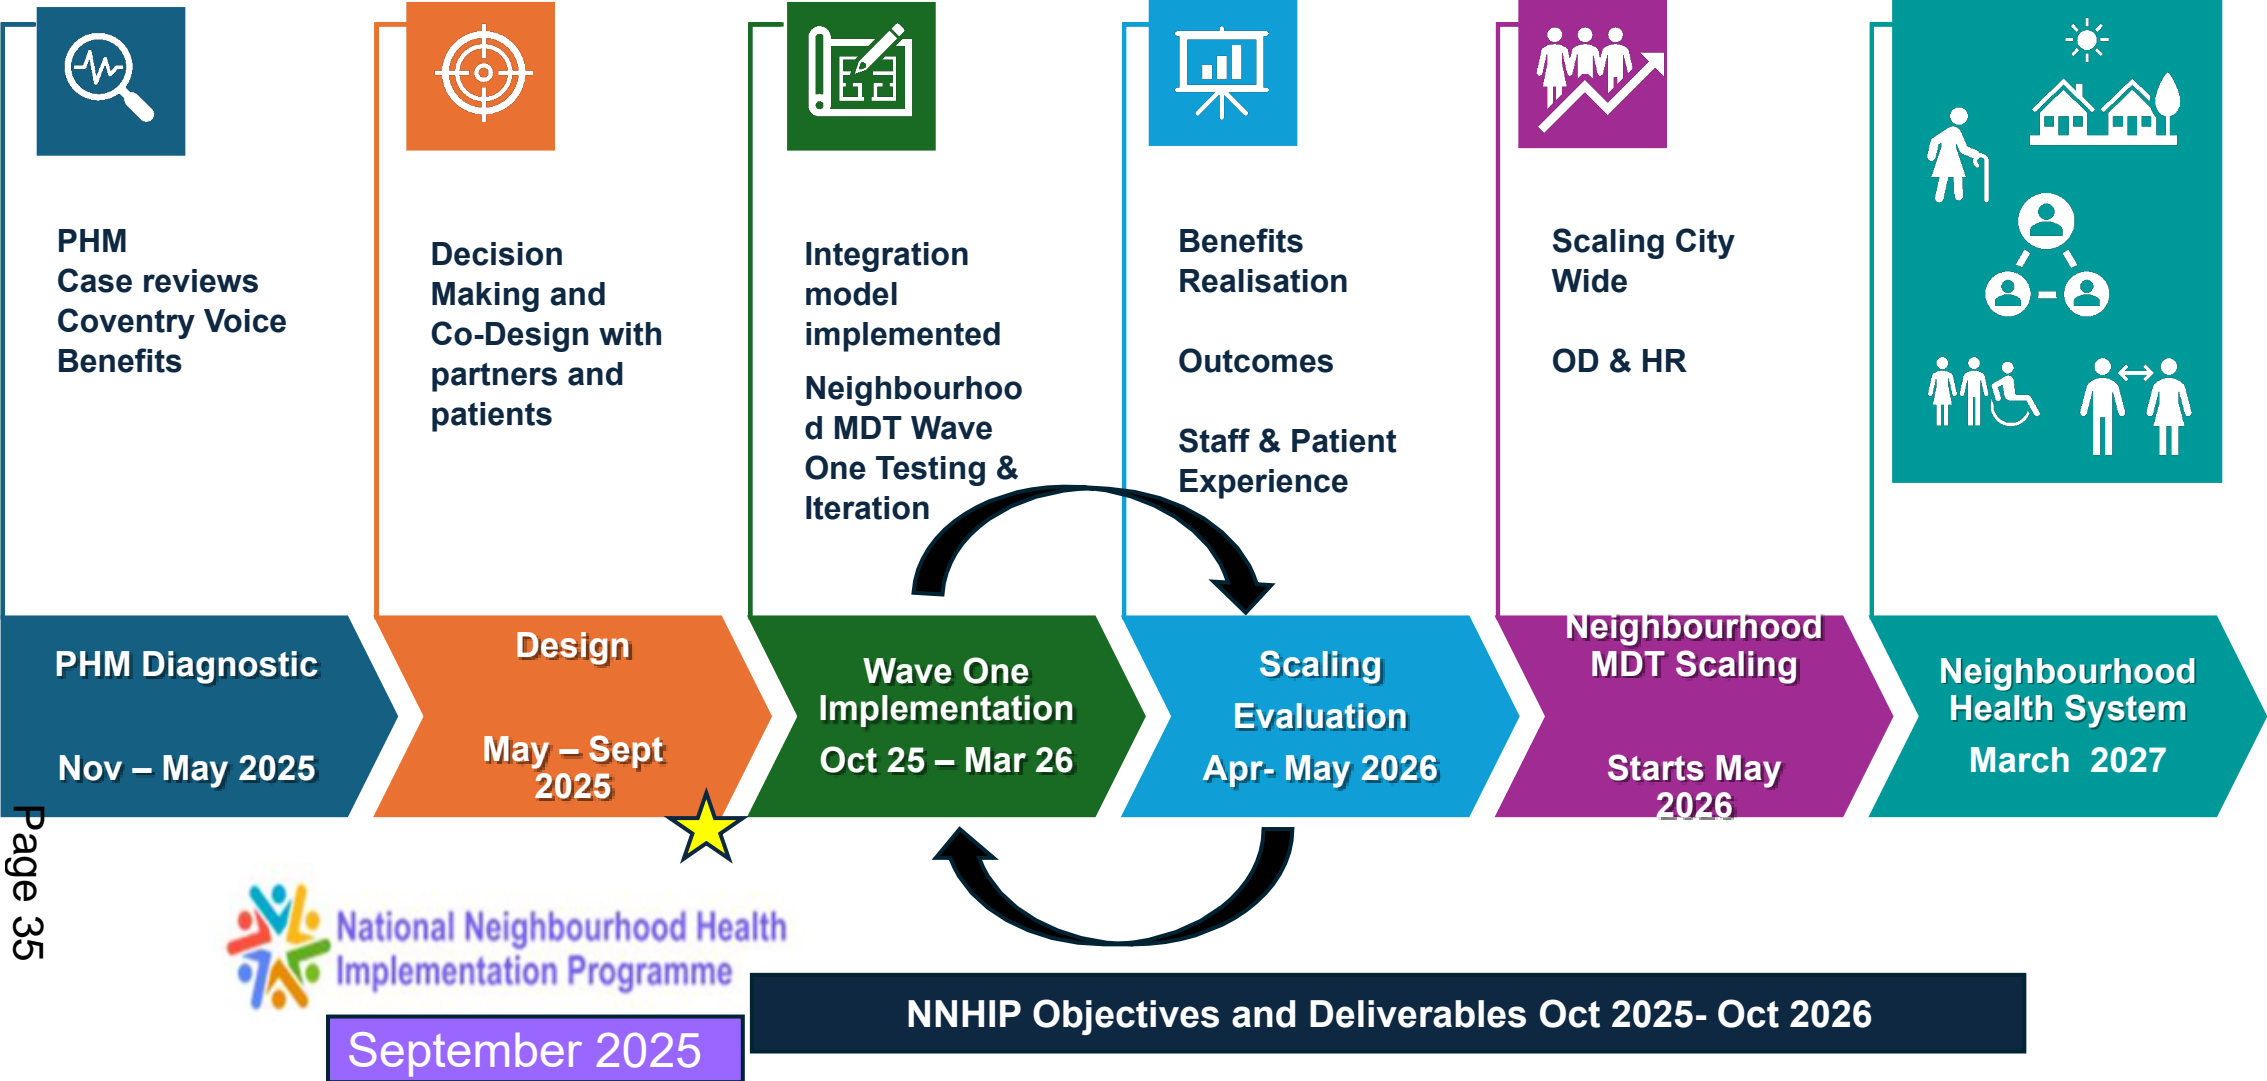 PHM
Case reviews
Coventry Voice
Benefits
Decision
Making and
Co-Design with
partners and
patients
Integration
model
implemented
Neighbourhoo
d MDT Wave
One Testing &
Iteration
Benefits
Realisation
Outcomes
Staff & Patient
Experience
Scaling City
Wide
OD & HR
PHM Diagnostic
Nov – May 2025
Design
May – Sept
2025
Wave One
Implementation
Oct 25 – Mar 26
Scaling
Evaluation
Apr- May 2026
Neighbourhood
MDT Scaling
Starts May
2026
Neighbourhood
Health System
March  2027
Page 35
National Neighbourhood Health
Implementation Programme
September 2025
NNHIP Objectives and Deliverables Oct 2025- Oct 2026